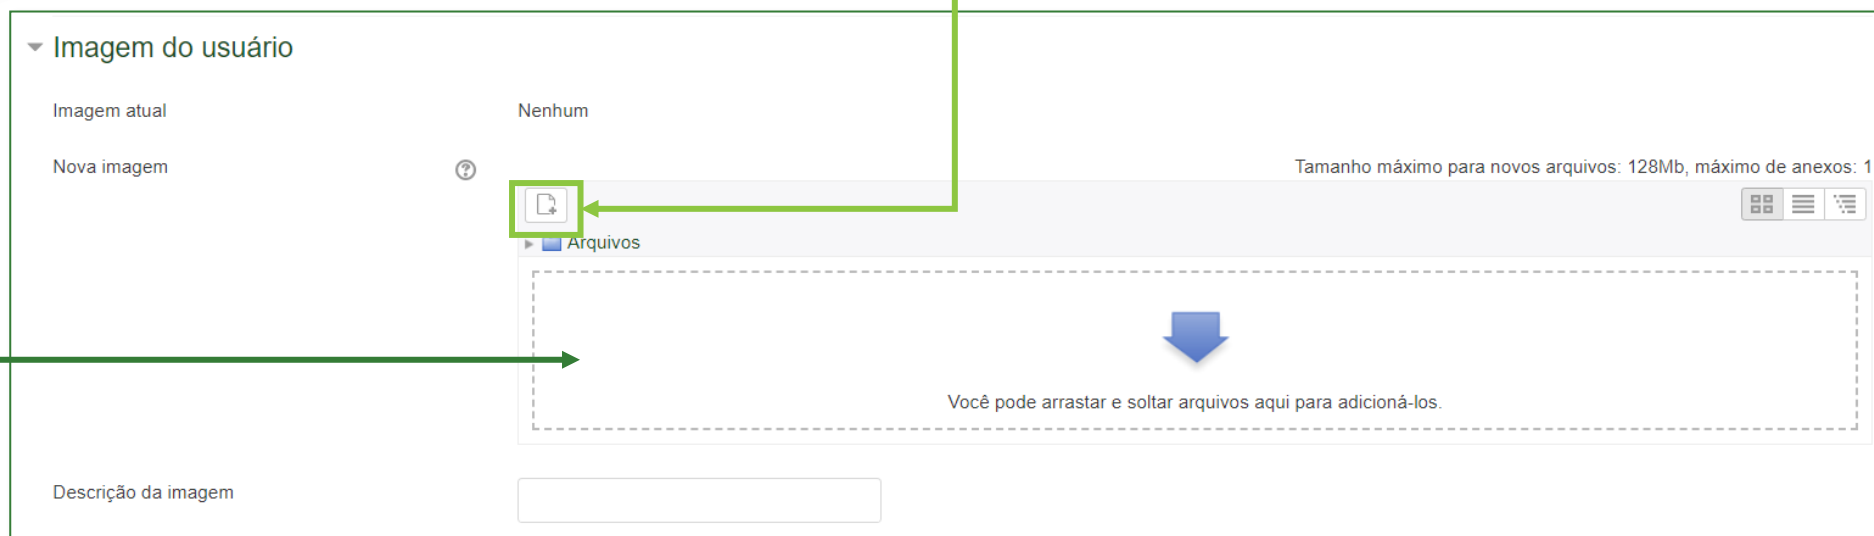 Imagem do usuário
Imagem atual
Nenhum
Nova imagem
Tamanho máximo para novos arquivos: 128Mb, máximo de anexos: 1
Arquivos
Você pode arrastar e soltar arquivos aqui para adicioná-los.
Descrição da imagem